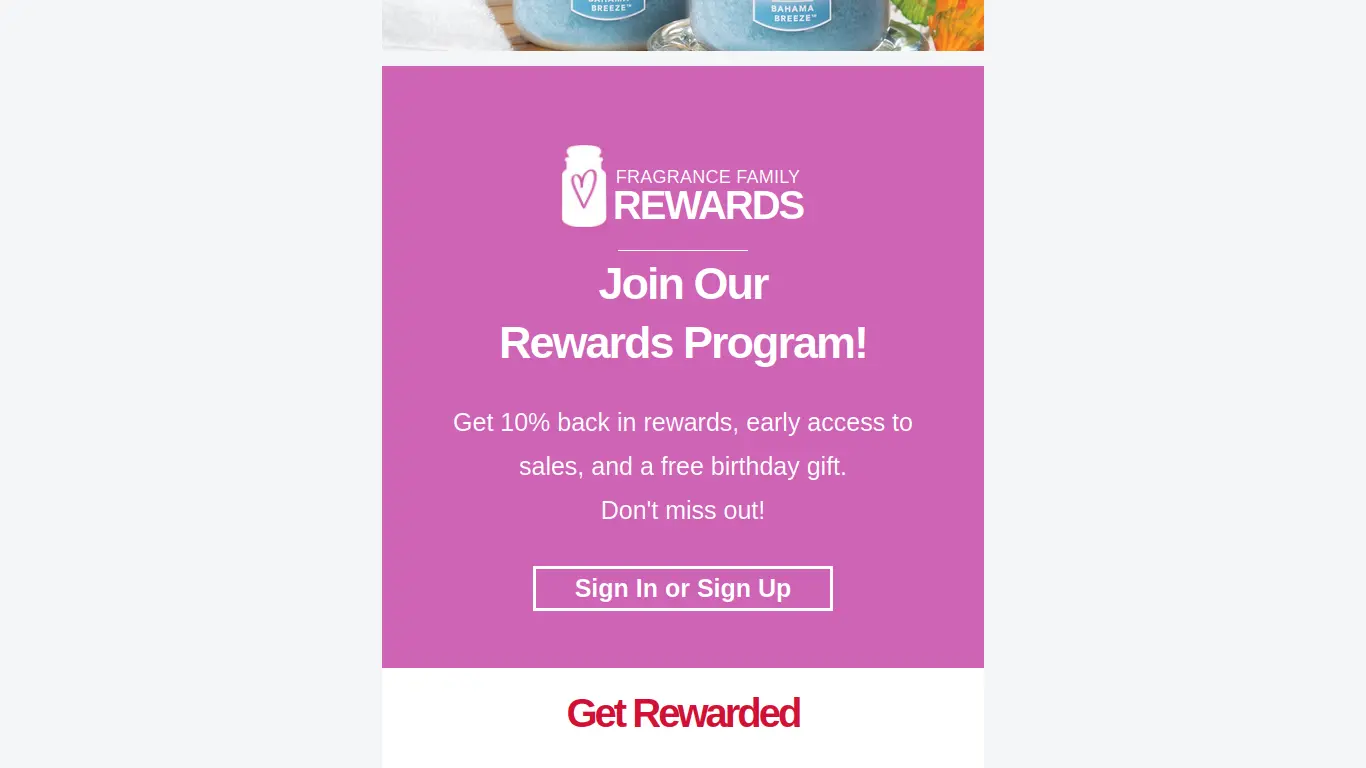 BAHAMA
BREEZE™
BAHAMA
BREEZE™
FRAGRANCE FAMILY
REWARDS
Join Our
Rewards Program!
Get 10% back in rewards, early access to
sales, and a free birthday gift.
Don't miss out!
Sign In or Sign Up
Get Rewarded